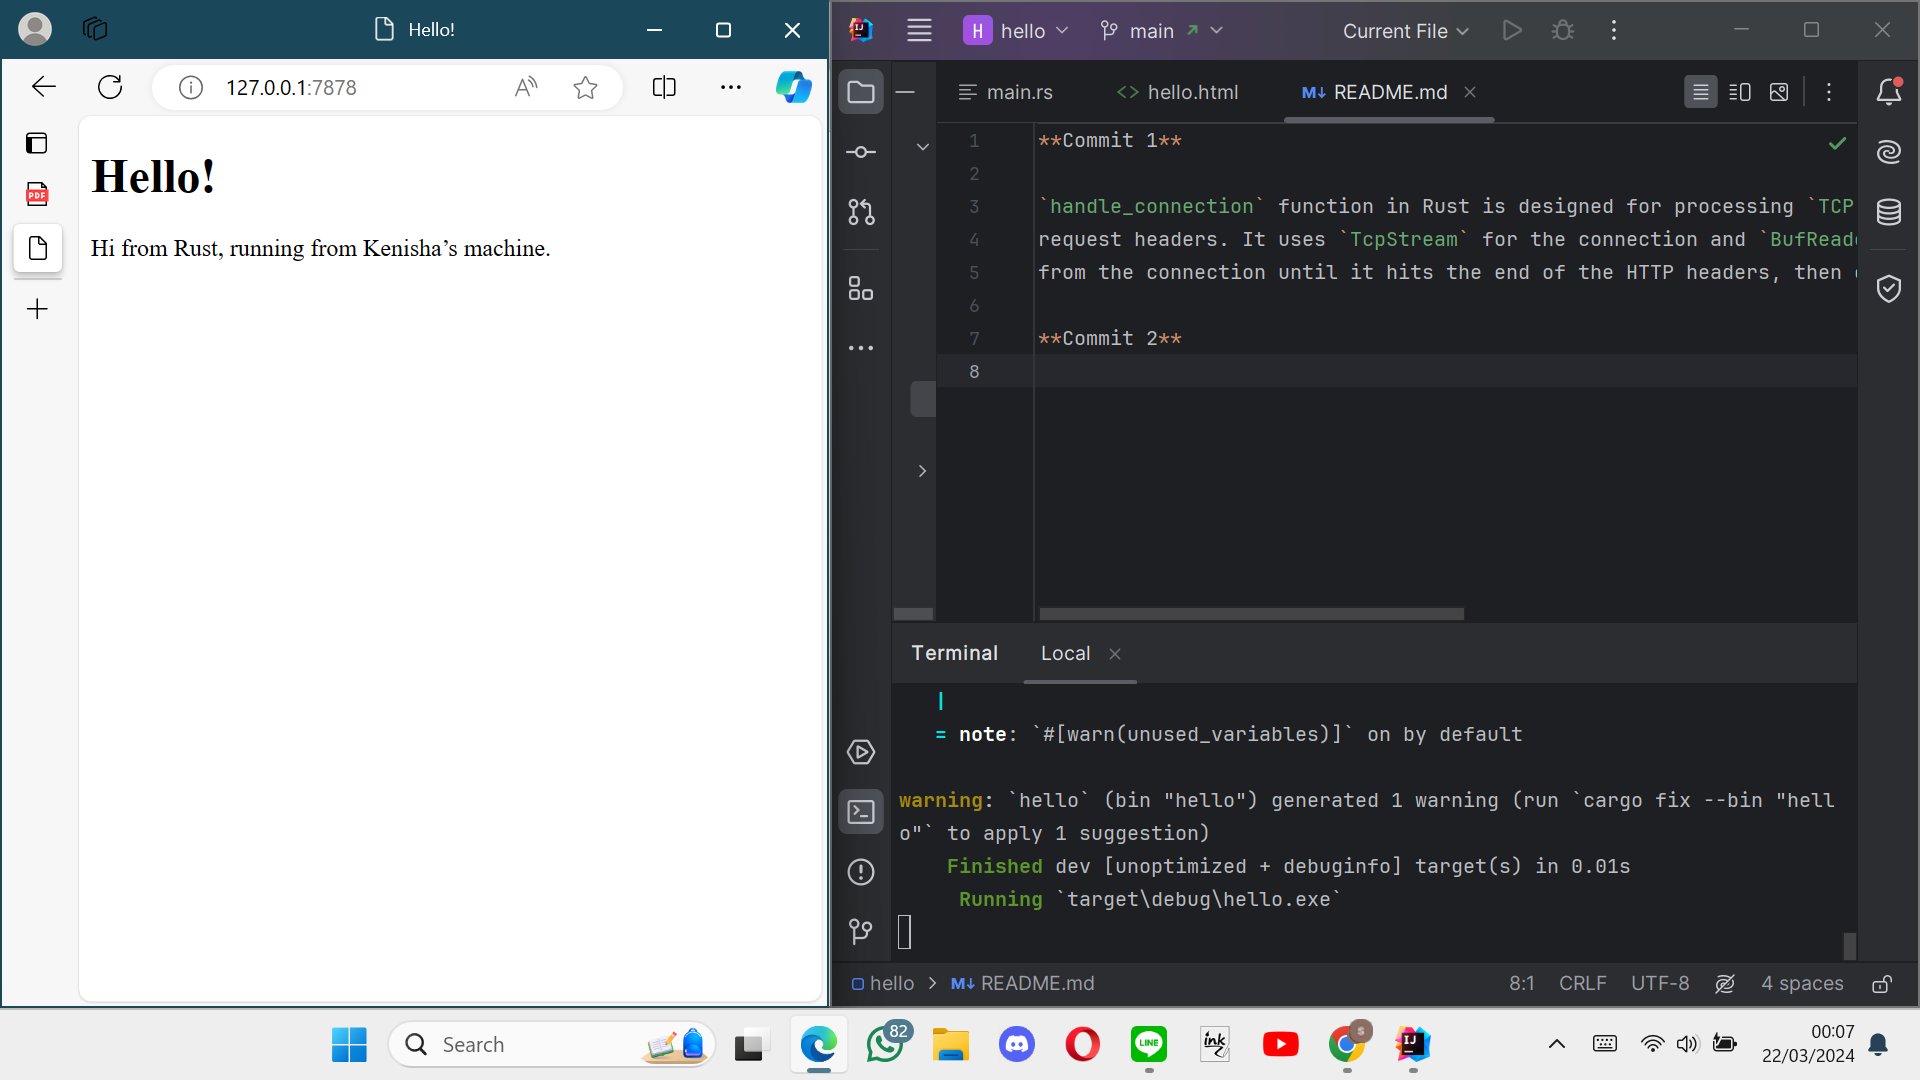 Hello!
127.0.0.1:7878
PDF
Hello!
Hi from Rust, running from Kenisha’s machine.
IJ
H hello
main
Current File
main.rs
<> hello.html
M↓ README.md
1 **Commit 1**
2
3 `handle_connection` function in Rust is designed for processing `TCP
4 request headers. It uses `TcpStream` for the connection and `BufReade
5 from the connection until it hits the end of the HTTP headers, then
6
7 **Commit 2**
8
Terminal
Local
|
= note: `#[warn(unused_variables)]` on by default
warning: `hello` (bin "hello") generated 1 warning (run `cargo fix --bin "hell
o"` to apply 1 suggestion)
Finished dev [unoptimized + debuginfo] target(s) in 0.01s
Running `target\debug\hello.exe`
hello > M↓ README.md
8:1
CRLF
UTF-8
4 spaces
Search
82
LINE
ink
S
IJ
00:07
22/03/2024